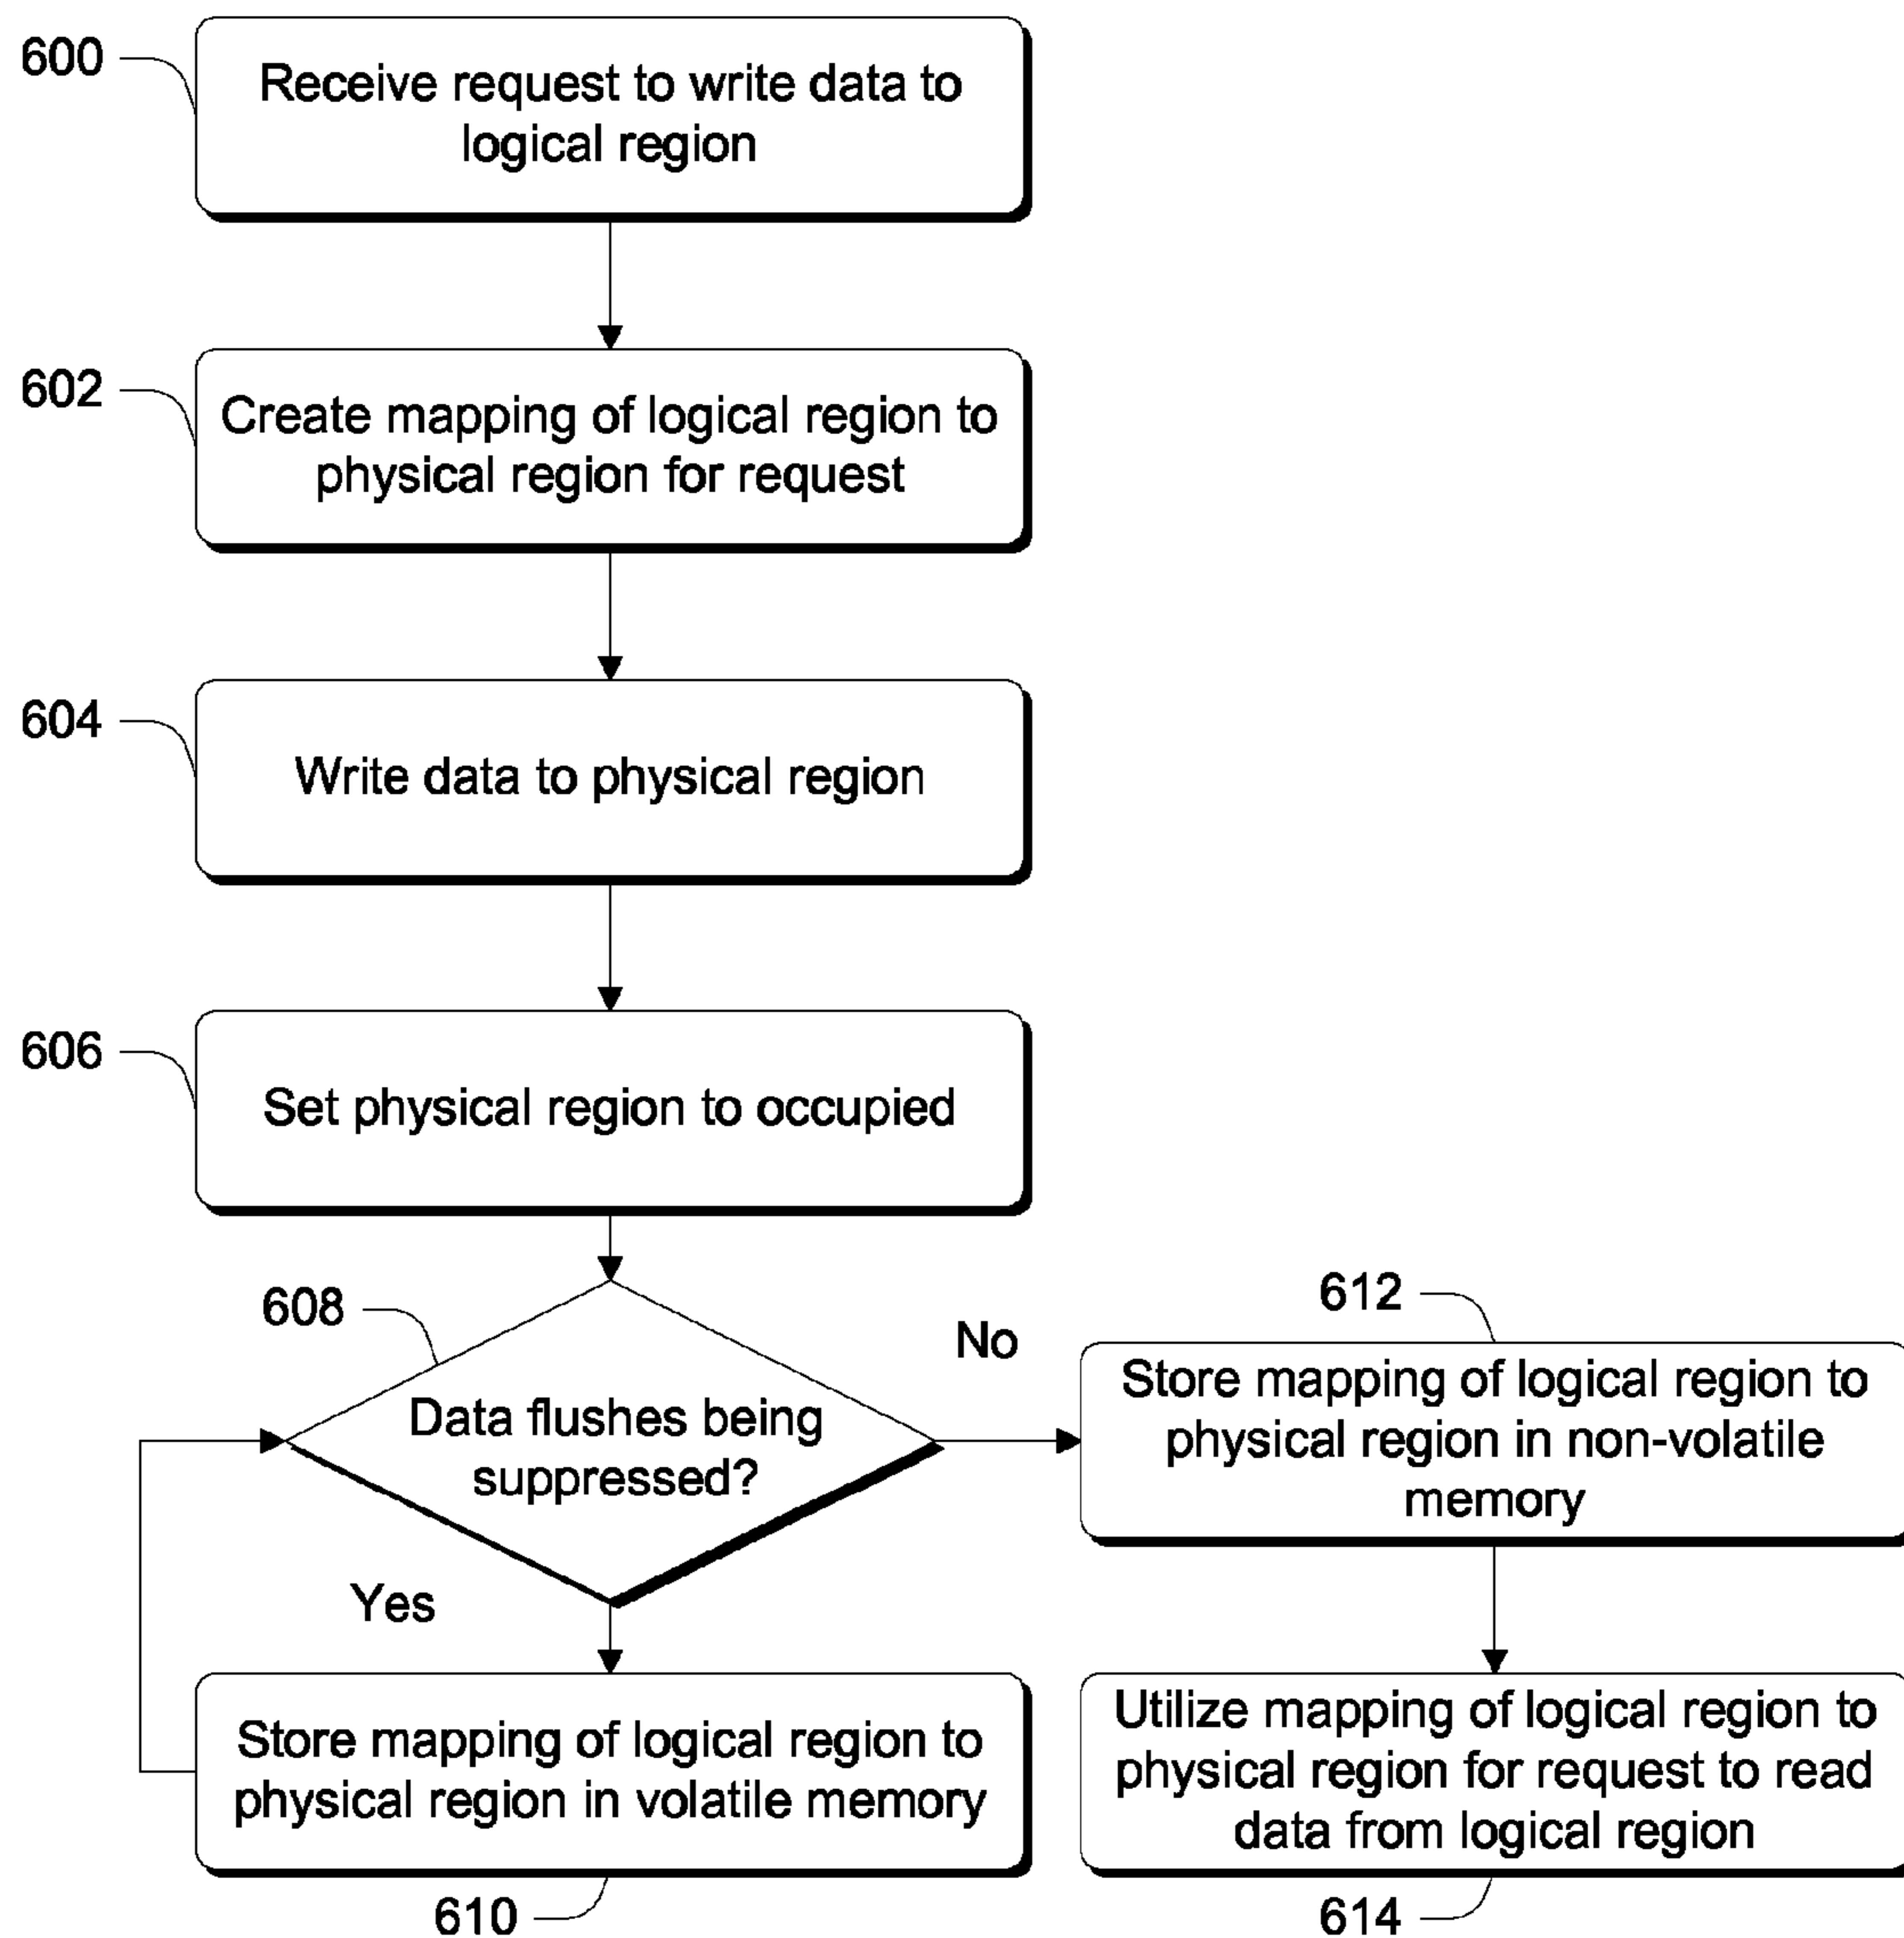 600
Receive request to write data to
logical region
602
Create mapping of logical region to
physical region for request
604
Write data to physical region
606
Set physical region to occupied
608
Data flushes being
suppressed?
No
Yes
612
Store mapping of logical region to
physical region in non-volatile
memory
Store mapping of logical region to
physical region in volatile memory
610
Utilize mapping of logical region to
physical region for request to read
data from logical region
614